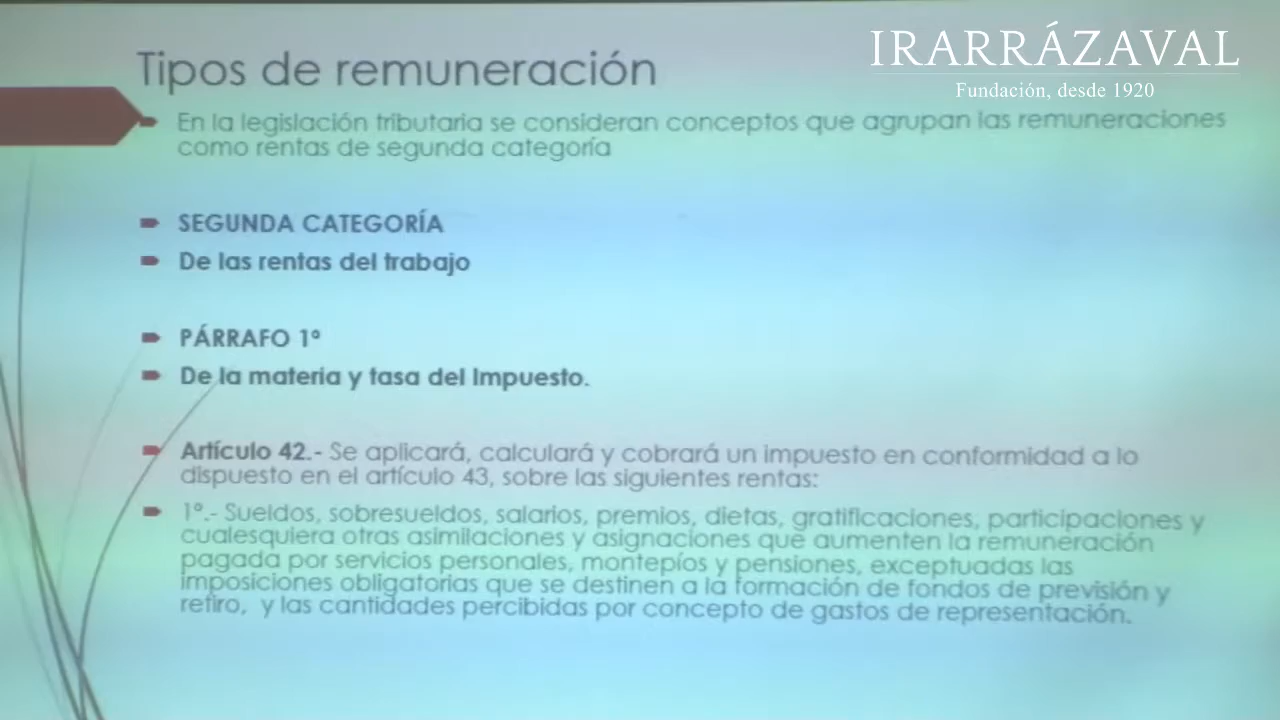 IRARRÁZAVAL
Fundación, desde 1920
Tipos de remuneración
En la legislación tributaria se consideran conceptos que agrupan las remuneraciones
como rentas de segunda categoría
SEGUNDA CATEGORÍA
De las rentas del trabajo
PÁRRAFO 1º
De la materia y tasa del Impuesto.
Artículo 42.- Se aplicará, calculará y cobrará un impuesto en conformidad a lo
dispuesto en el artículo 43, sobre las siguientes rentas:
1º.- Sueldos, sobresueldos, salarios, premios, dietas, gratificaciones, participaciones y
cualesquiera otras asimilaciones y asignaciones que aumenten la remuneración
pagada por servicios personales, montepíos y pensiones, exceptuadas las
imposiciones obligatorias que se destinen a la formación de fondos de previsión y
retiro, y las cantidades percibidas por concepto de gastos de representación.